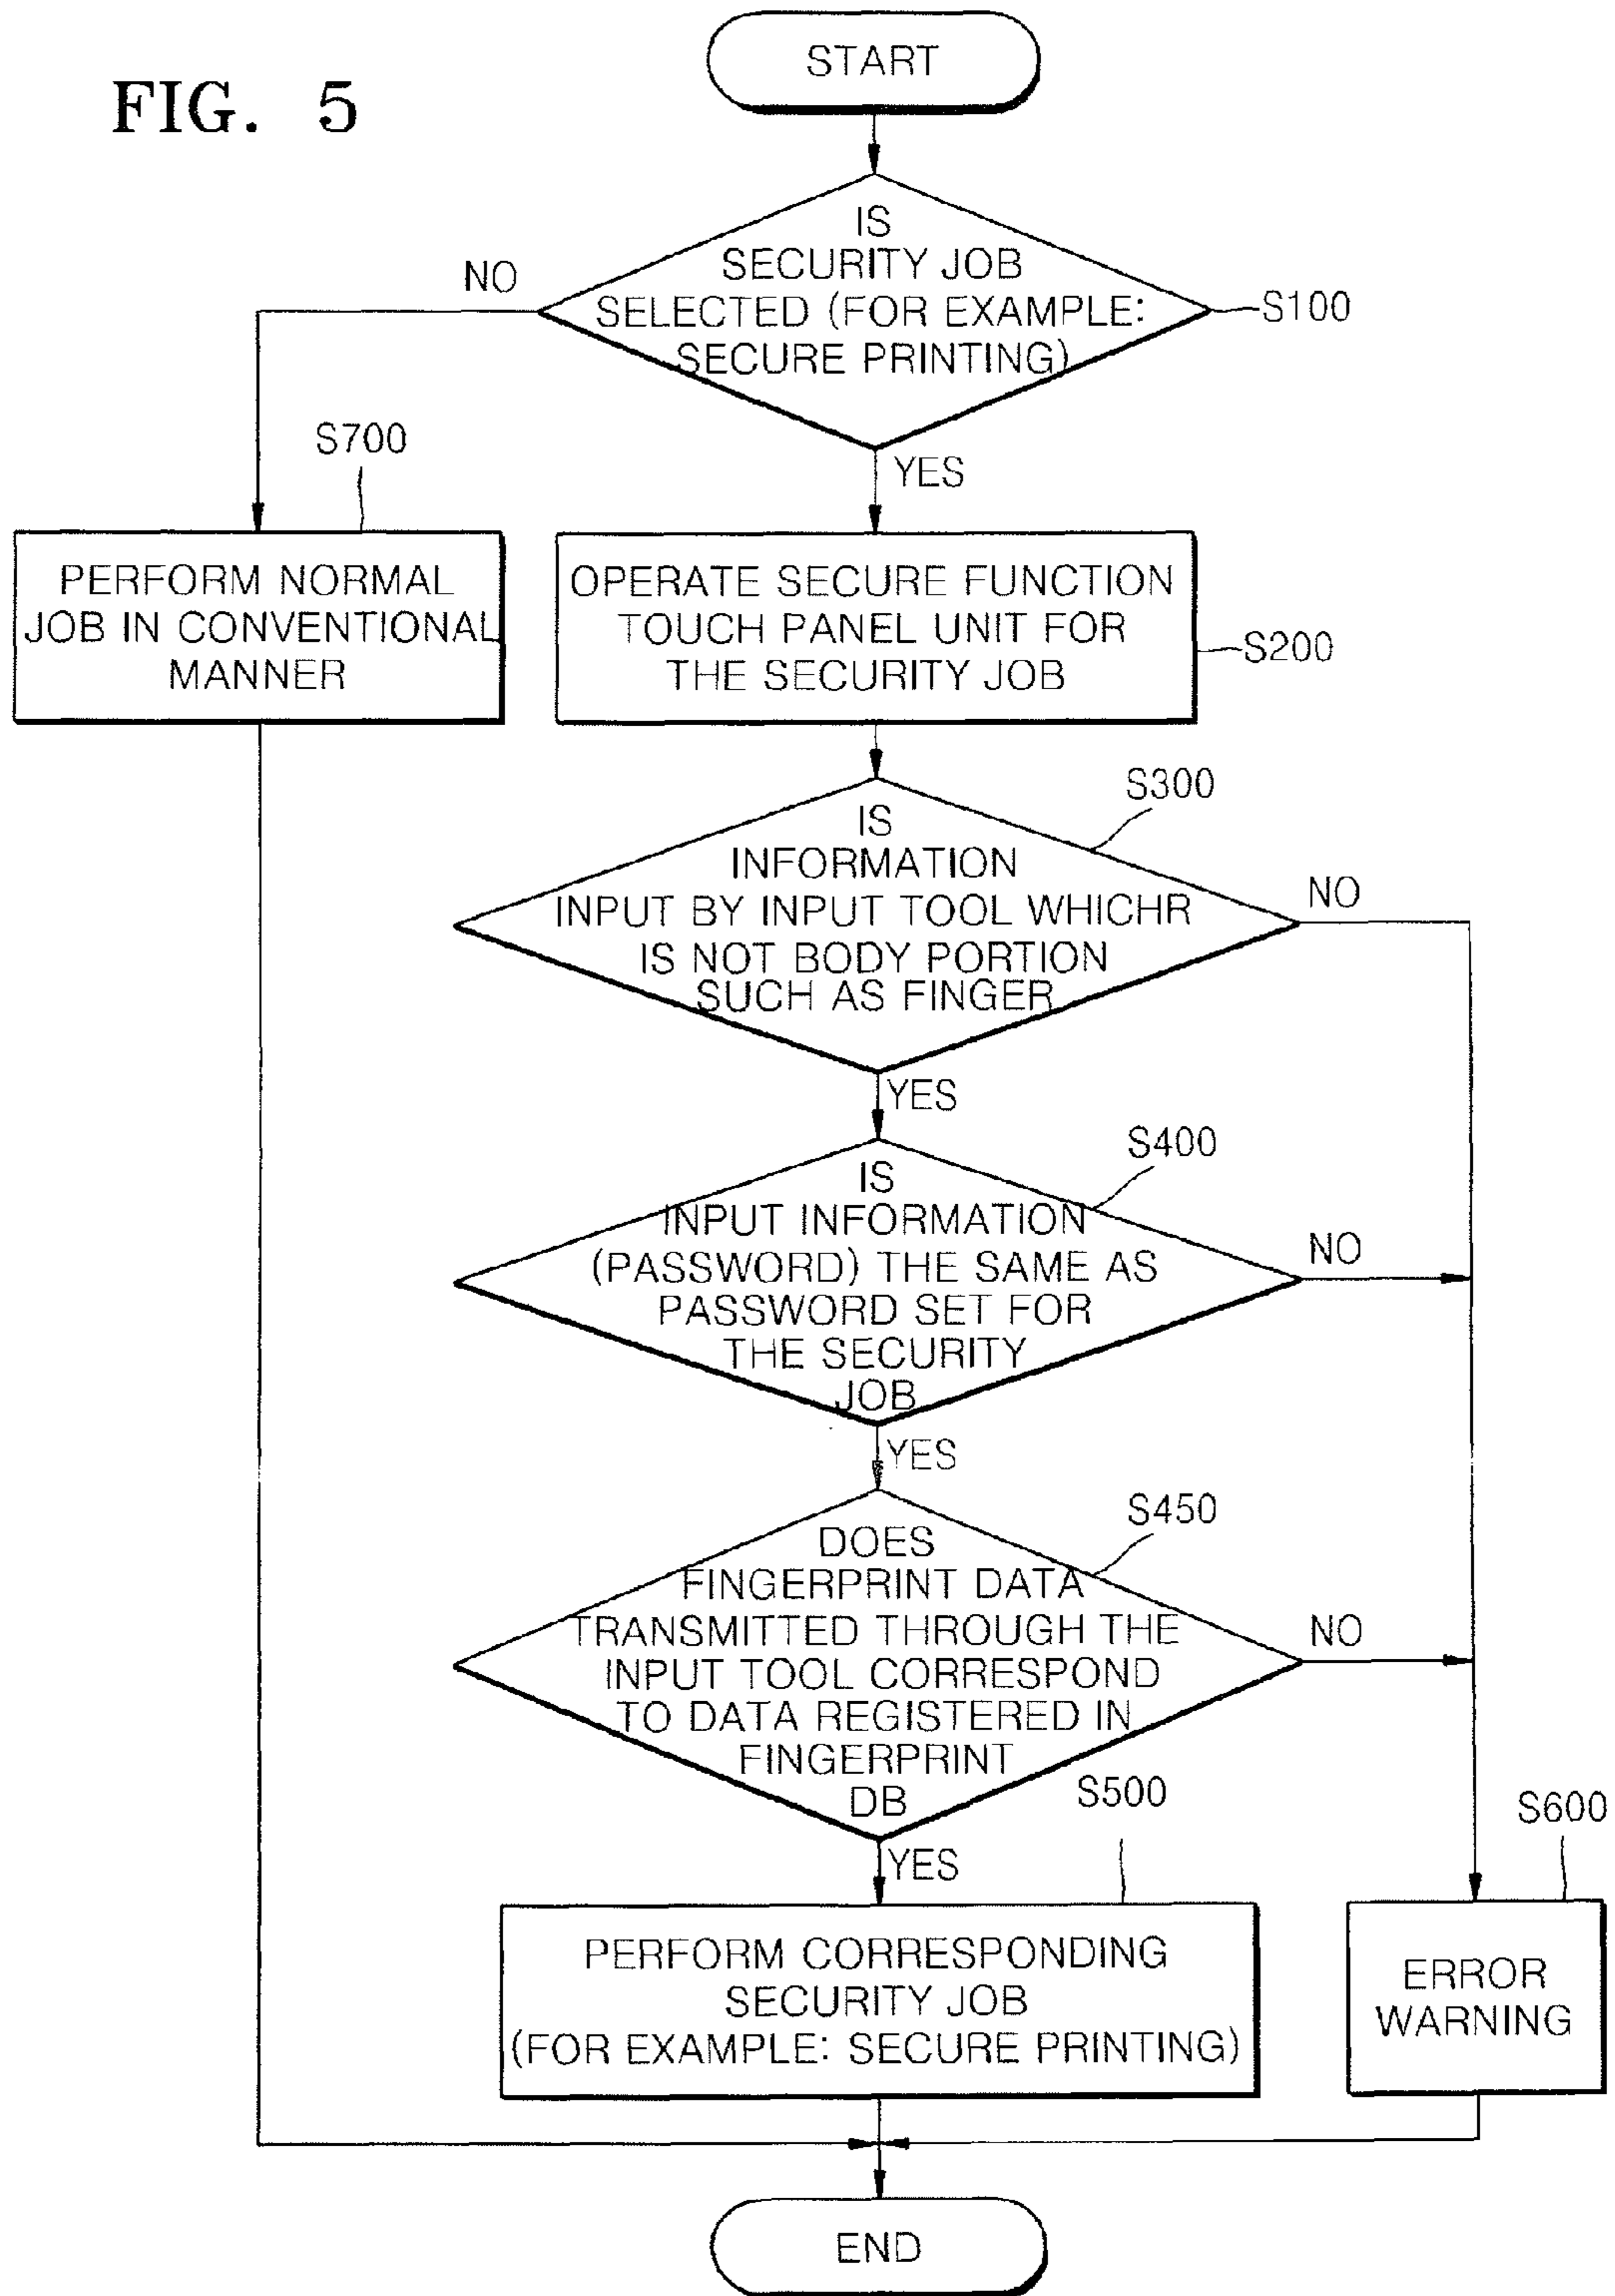 FIG. 5
START
IS
SECURITY JOB
SELECTED (FOR EXAMPLE:
SECURE PRINTING)
S100
NO
YES
S700
PERFORM NORMAL
JOB IN CONVENTIONAL
MANNER
OPERATE SECURE FUNCTION
TOUCH PANEL UNIT FOR
THE SECURITY JOB
S200
IS
INFORMATION
INPUT BY INPUT TOOL WHICHR
IS NOT BODY PORTION
SUCH AS FINGER
S300
NO
YES
IS
INPUT INFORMATION
(PASSWORD) THE SAME AS
PASSWORD SET FOR
THE SECURITY
JOB
S400
NO
YES
DOES
FINGERPRINT DATA
TRANSMITTED THROUGH THE
INPUT TOOL CORRESPOND
TO DATA REGISTERED IN
FINGERPRINT
DB
S450
NO
YES
S500
PERFORM CORRESPONDING
SECURITY JOB
(FOR EXAMPLE: SECURE PRINTING)
S600
ERROR
WARNING
END